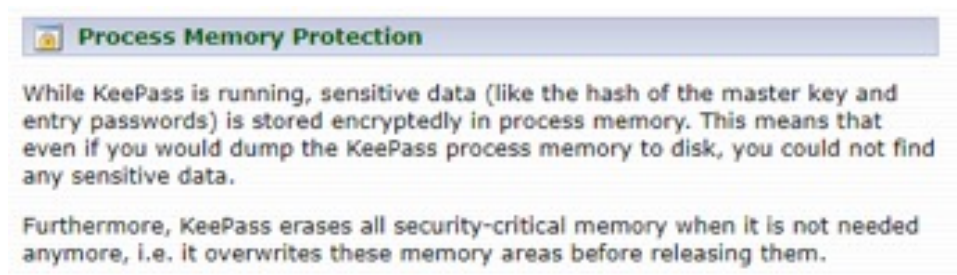 Process Memory Protection
While KeePass is running, sensitive data (like the hash of the master key and
entry passwords) is stored encryptedly in process memory. This means that
even if you would dump the KeePass process memory to disk, you could not find
any sensitive data.
Furthermore, KeePass erases all security-critical memory when it is not needed
anymore, i.e. it overwrites these memory areas before releasing them.